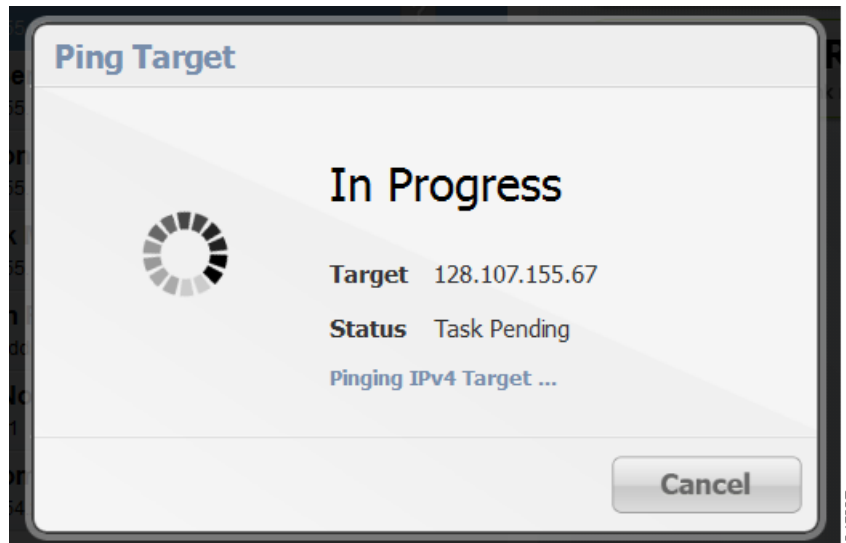 Ping Target
In Progress
Target 128.107.155.67
Status Task Pending
Pinging IPv4 Target ...
Cancel